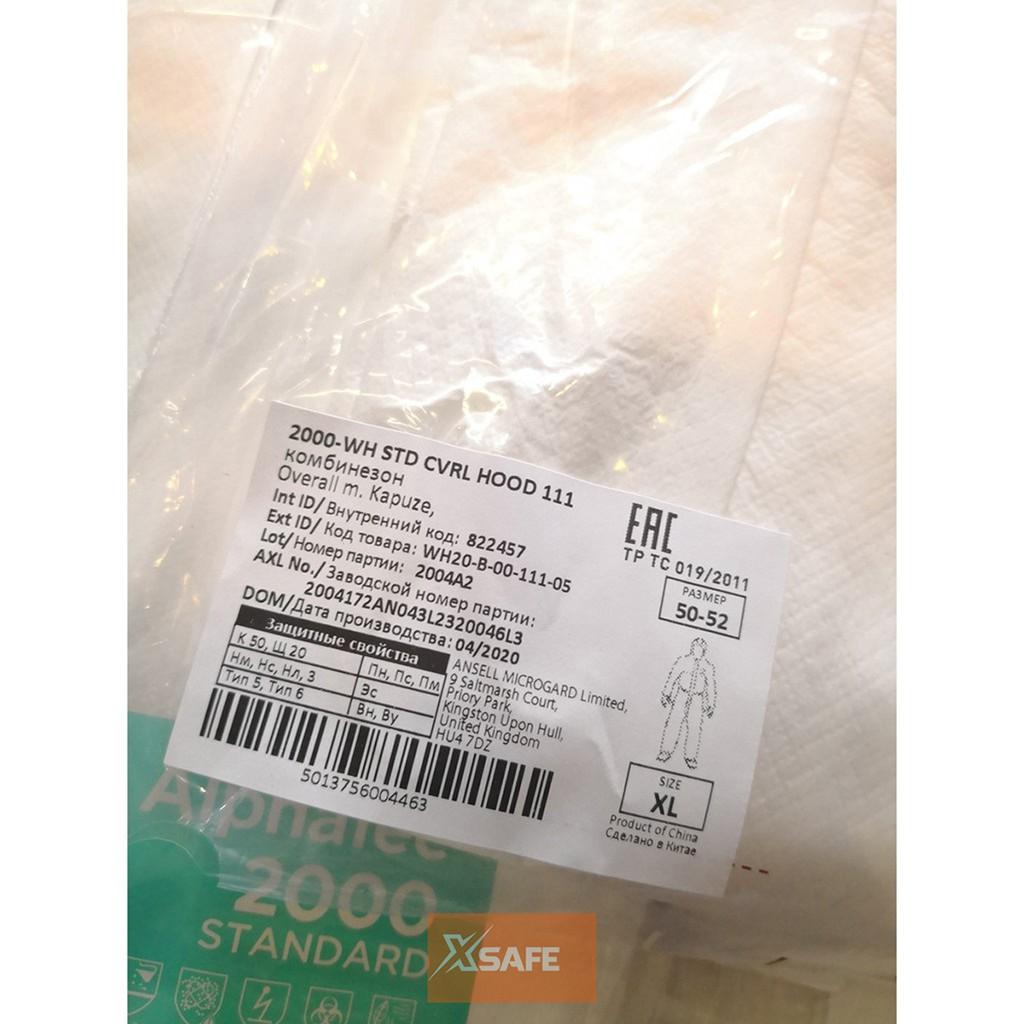 2000-WH STD CVRL HOOD 111
комбинезон
Overall m. Kapuze,
Int ID/ Внутренний код: 822457
Ext ID/ Код товара: WH20-B-00-111-05
Lot/ Номер партии: 2004A2
AXL No./ Заводской номер партии:
2004172AN043L2320046L3
DOM/Дата производства: 04/2020
Защитные свойства
К 50, Щ 20
Пн, Пс, Пм
Нм, Нс, Нл, З
Эс
Тип 5, Тип 6
Вн, Ву
ANSELL MICROGARD Limited,
9 Saltmarsh Court,
Priory Park,
Kingston Upon Hull,
United Kingdom
HU4 7DZ
5013756004463
EAC
ТР ТС 019/2011
РАЗМЕР
50-52
SIZE
XL
Product of China
Сделано в Китае
AlphaTec
2000
STANDARD
XSAFE